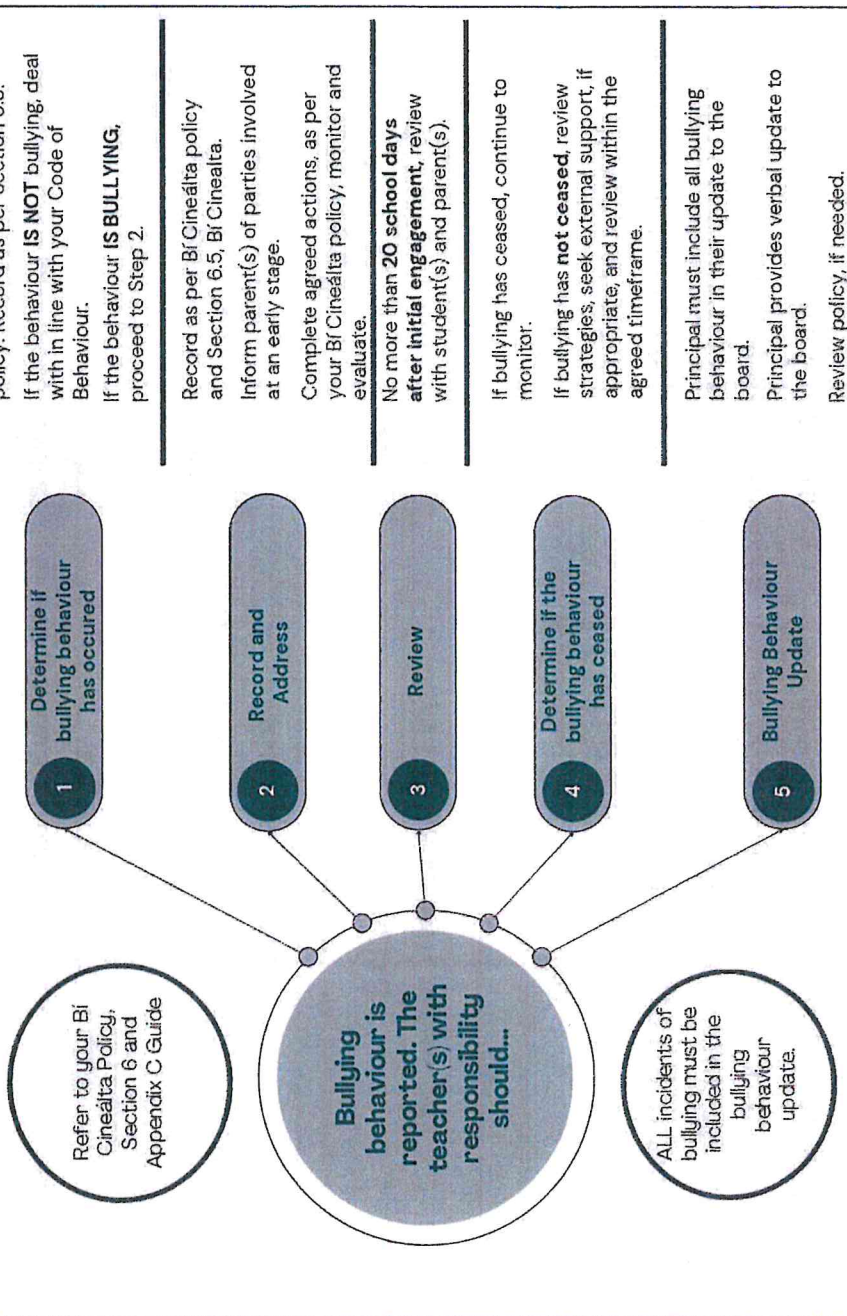 Refer to your Bí
Cineálta Policy,
Section 6 and
Appendix C Guide
Bullying
behaviour is
reported. The
teacher(s) with
responsibility
should...
ALL incidents of
bullying must be
included in the
bullying
behaviour
update.
1
Determine if
bullying behaviour
has occured
policy. Record as per Section 6.5.
If the behaviour IS NOT bullying, deal
with in line with your Code of
Behaviour.
If the behaviour IS BULLYING,
proceed to Step 2.
2
Record and
Address
Record as per Bí Cineálta policy
and Section 6.5, Bí Cinealta.
Inform parent(s) of parties involved
at an early stage.
Complete agreed actions, as per
your Bí Cineálta policy, monitor and
evaluate.
3
Review
No more than 20 school days
after initial engagement, review
with student(s) and parent(s).
4
Determine if the
bullying behaviour
has ceased
If bullying has ceased, continue to
monitor.
If bullying has not ceased, review
strategies, seek external support, if
appropriate, and review within the
agreed timeframe.
5
Bullying Behaviour
Update
Principal must include all bullying
behaviour in their update to the
board.
Principal provides verbal update to
the board.
Review policy, if needed.